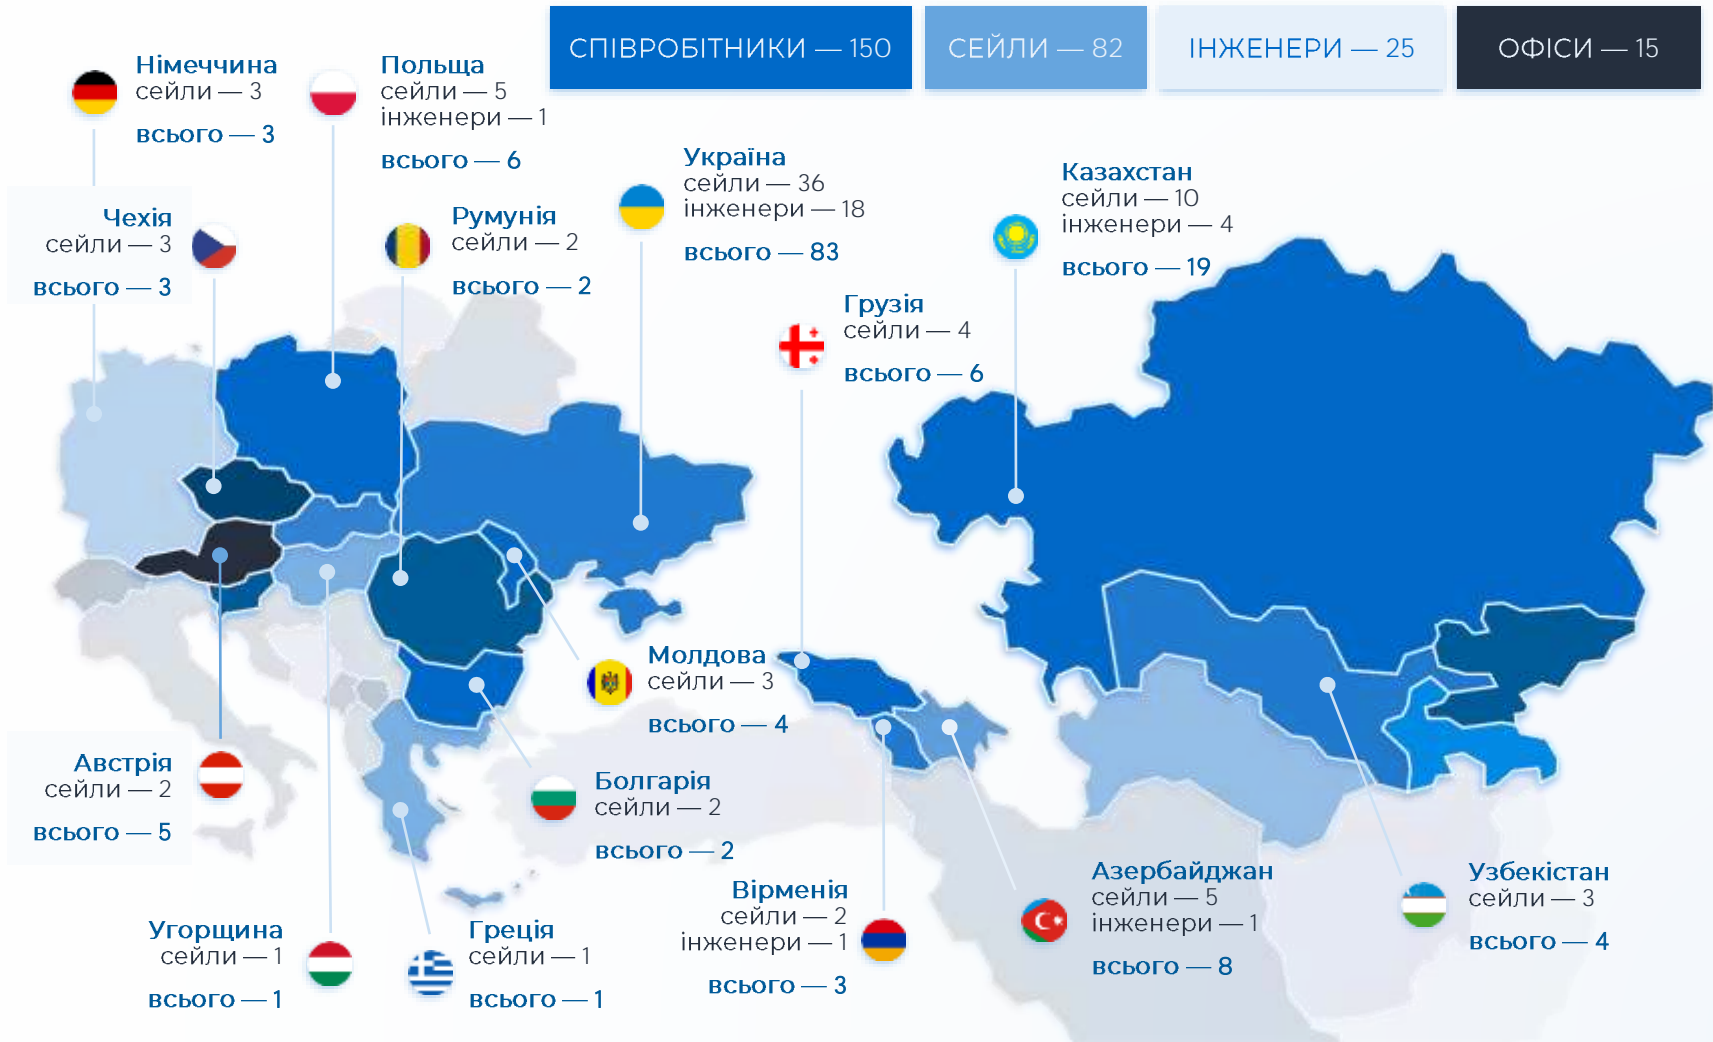 СПІВРОБІТНИКИ — 150
СЕЙЛИ — 82
ІНЖЕНЕРИ — 25
ОФІСИ — 15
Німеччина
сейли — 3
всього — 3
Польща
сейли — 5
інженери — 1
всього — 6
Україна
сейли — 36
інженери — 18
всього — 83
Казахстан
сейли — 10
інженери — 4
всього — 19
Чехія
сейли — 3
всього — 3
Румунія
сейли — 2
всього — 2
Грузія
сейли — 4
всього — 6
Молдова
сейли — 3
всього — 4
Австрія
сейли — 2
всього — 5
Болгарія
сейли — 2
всього — 2
Вірменія
сейли — 2
інженери — 1
всього — 3
Азербайджан
сейли — 5
інженери — 1
всього — 8
Узбекістан
сейли — 3
всього — 4
Угорщина
сейли — 1
всього — 1
Греція
сейли — 1
всього — 1